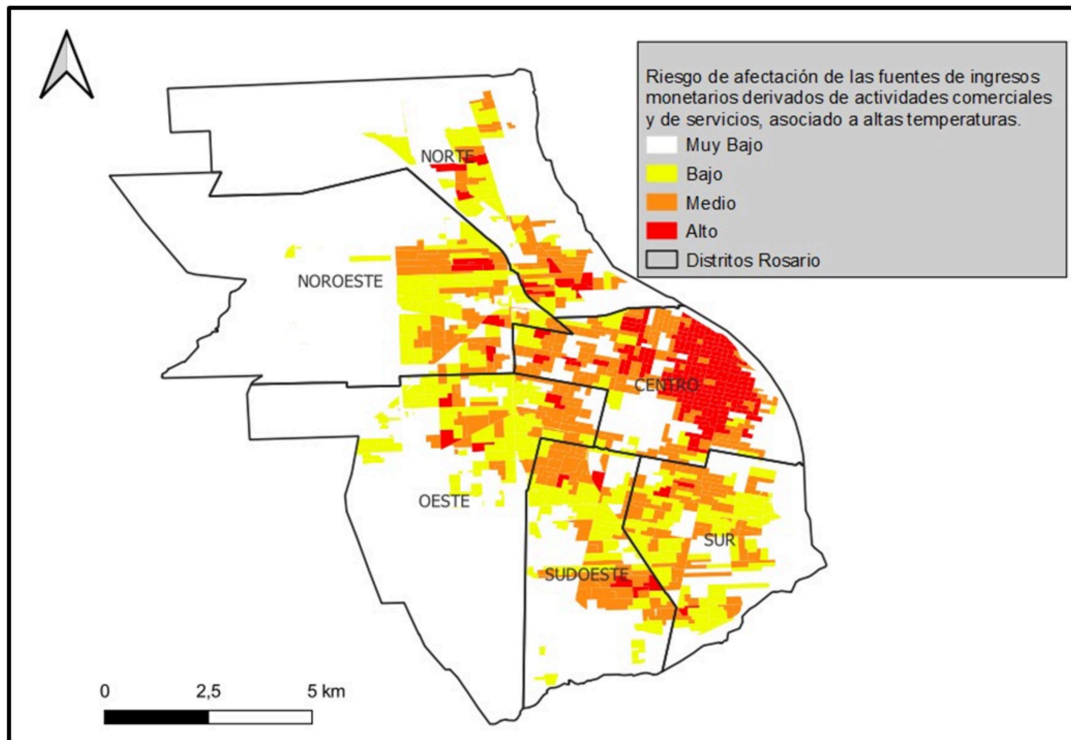 Riesgo de afectación de las fuentes de ingresos
monetarios derivados de actividades comerciales
y de servicios, asociado a altas temperaturas.
Muy Bajo
Bajo
Medio
Alto
Distritos Rosario
NORTE
NOROESTE
CENTRO
OESTE
SUR
SUDOESTE
0 2,5 5 km